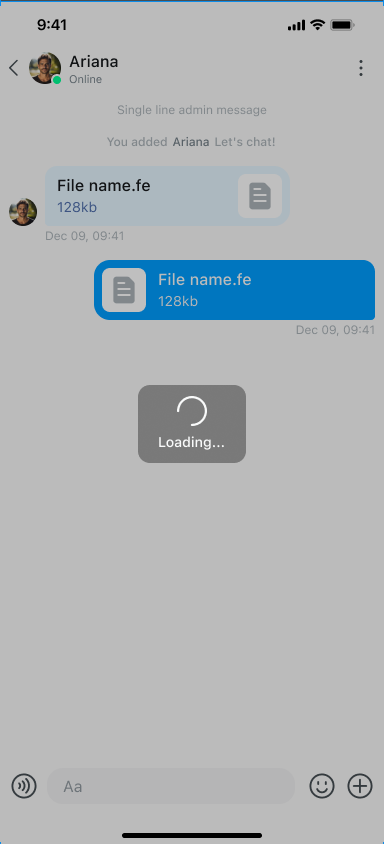 9:41
Ariana
Online
Single line admin message
You added Ariana Let's chat!
File name.fe
128kb
Dec 09, 09:41
File name.fe
128kb
Dec 09, 09:41
Loading...
Aa